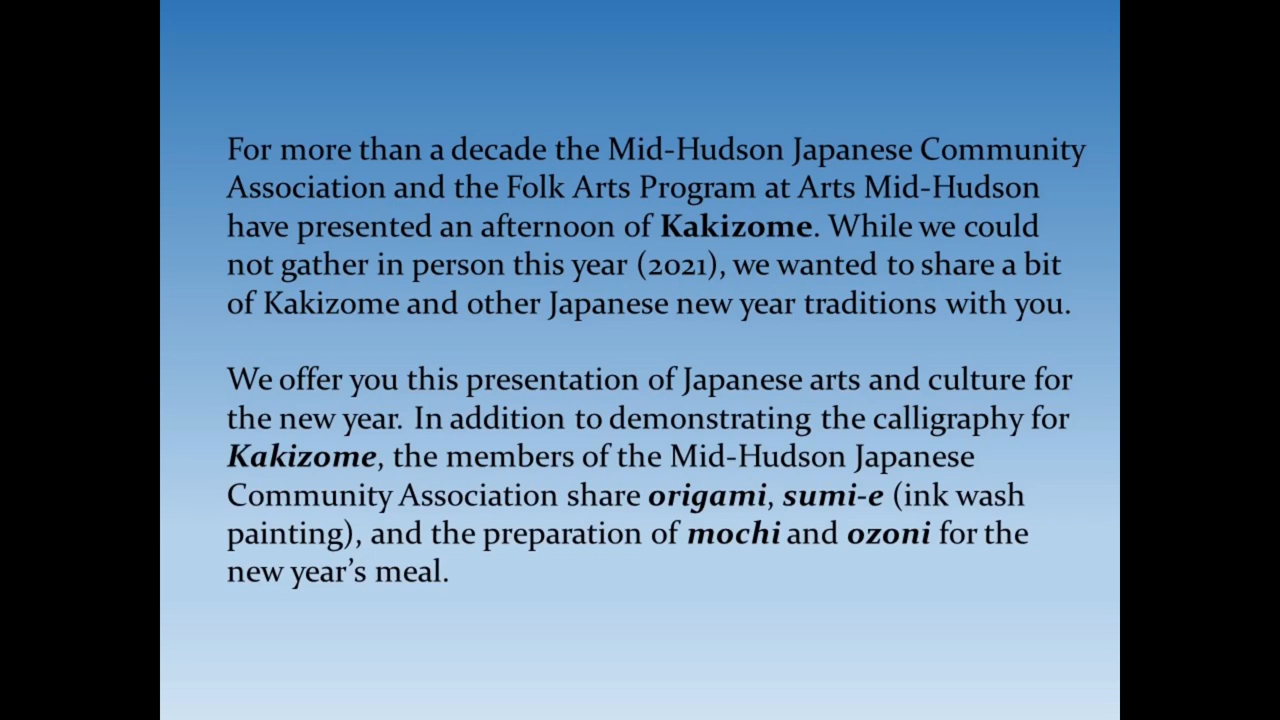 For more than a decade the Mid-Hudson Japanese Community
Association and the Folk Arts Program at Arts Mid-Hudson
have presented an afternoon of Kakizome. While we could
not gather in person this year (2021), we wanted to share a bit
of Kakizome and other Japanese new year traditions with you.
We offer you this presentation of Japanese arts and culture for
the new year. In addition to demonstrating the calligraphy for
Kakizome, the members of the Mid-Hudson Japanese
Community Association share origami, sumi-e (ink wash
painting), and the preparation of mochi and ozoni for the
new year’s meal.